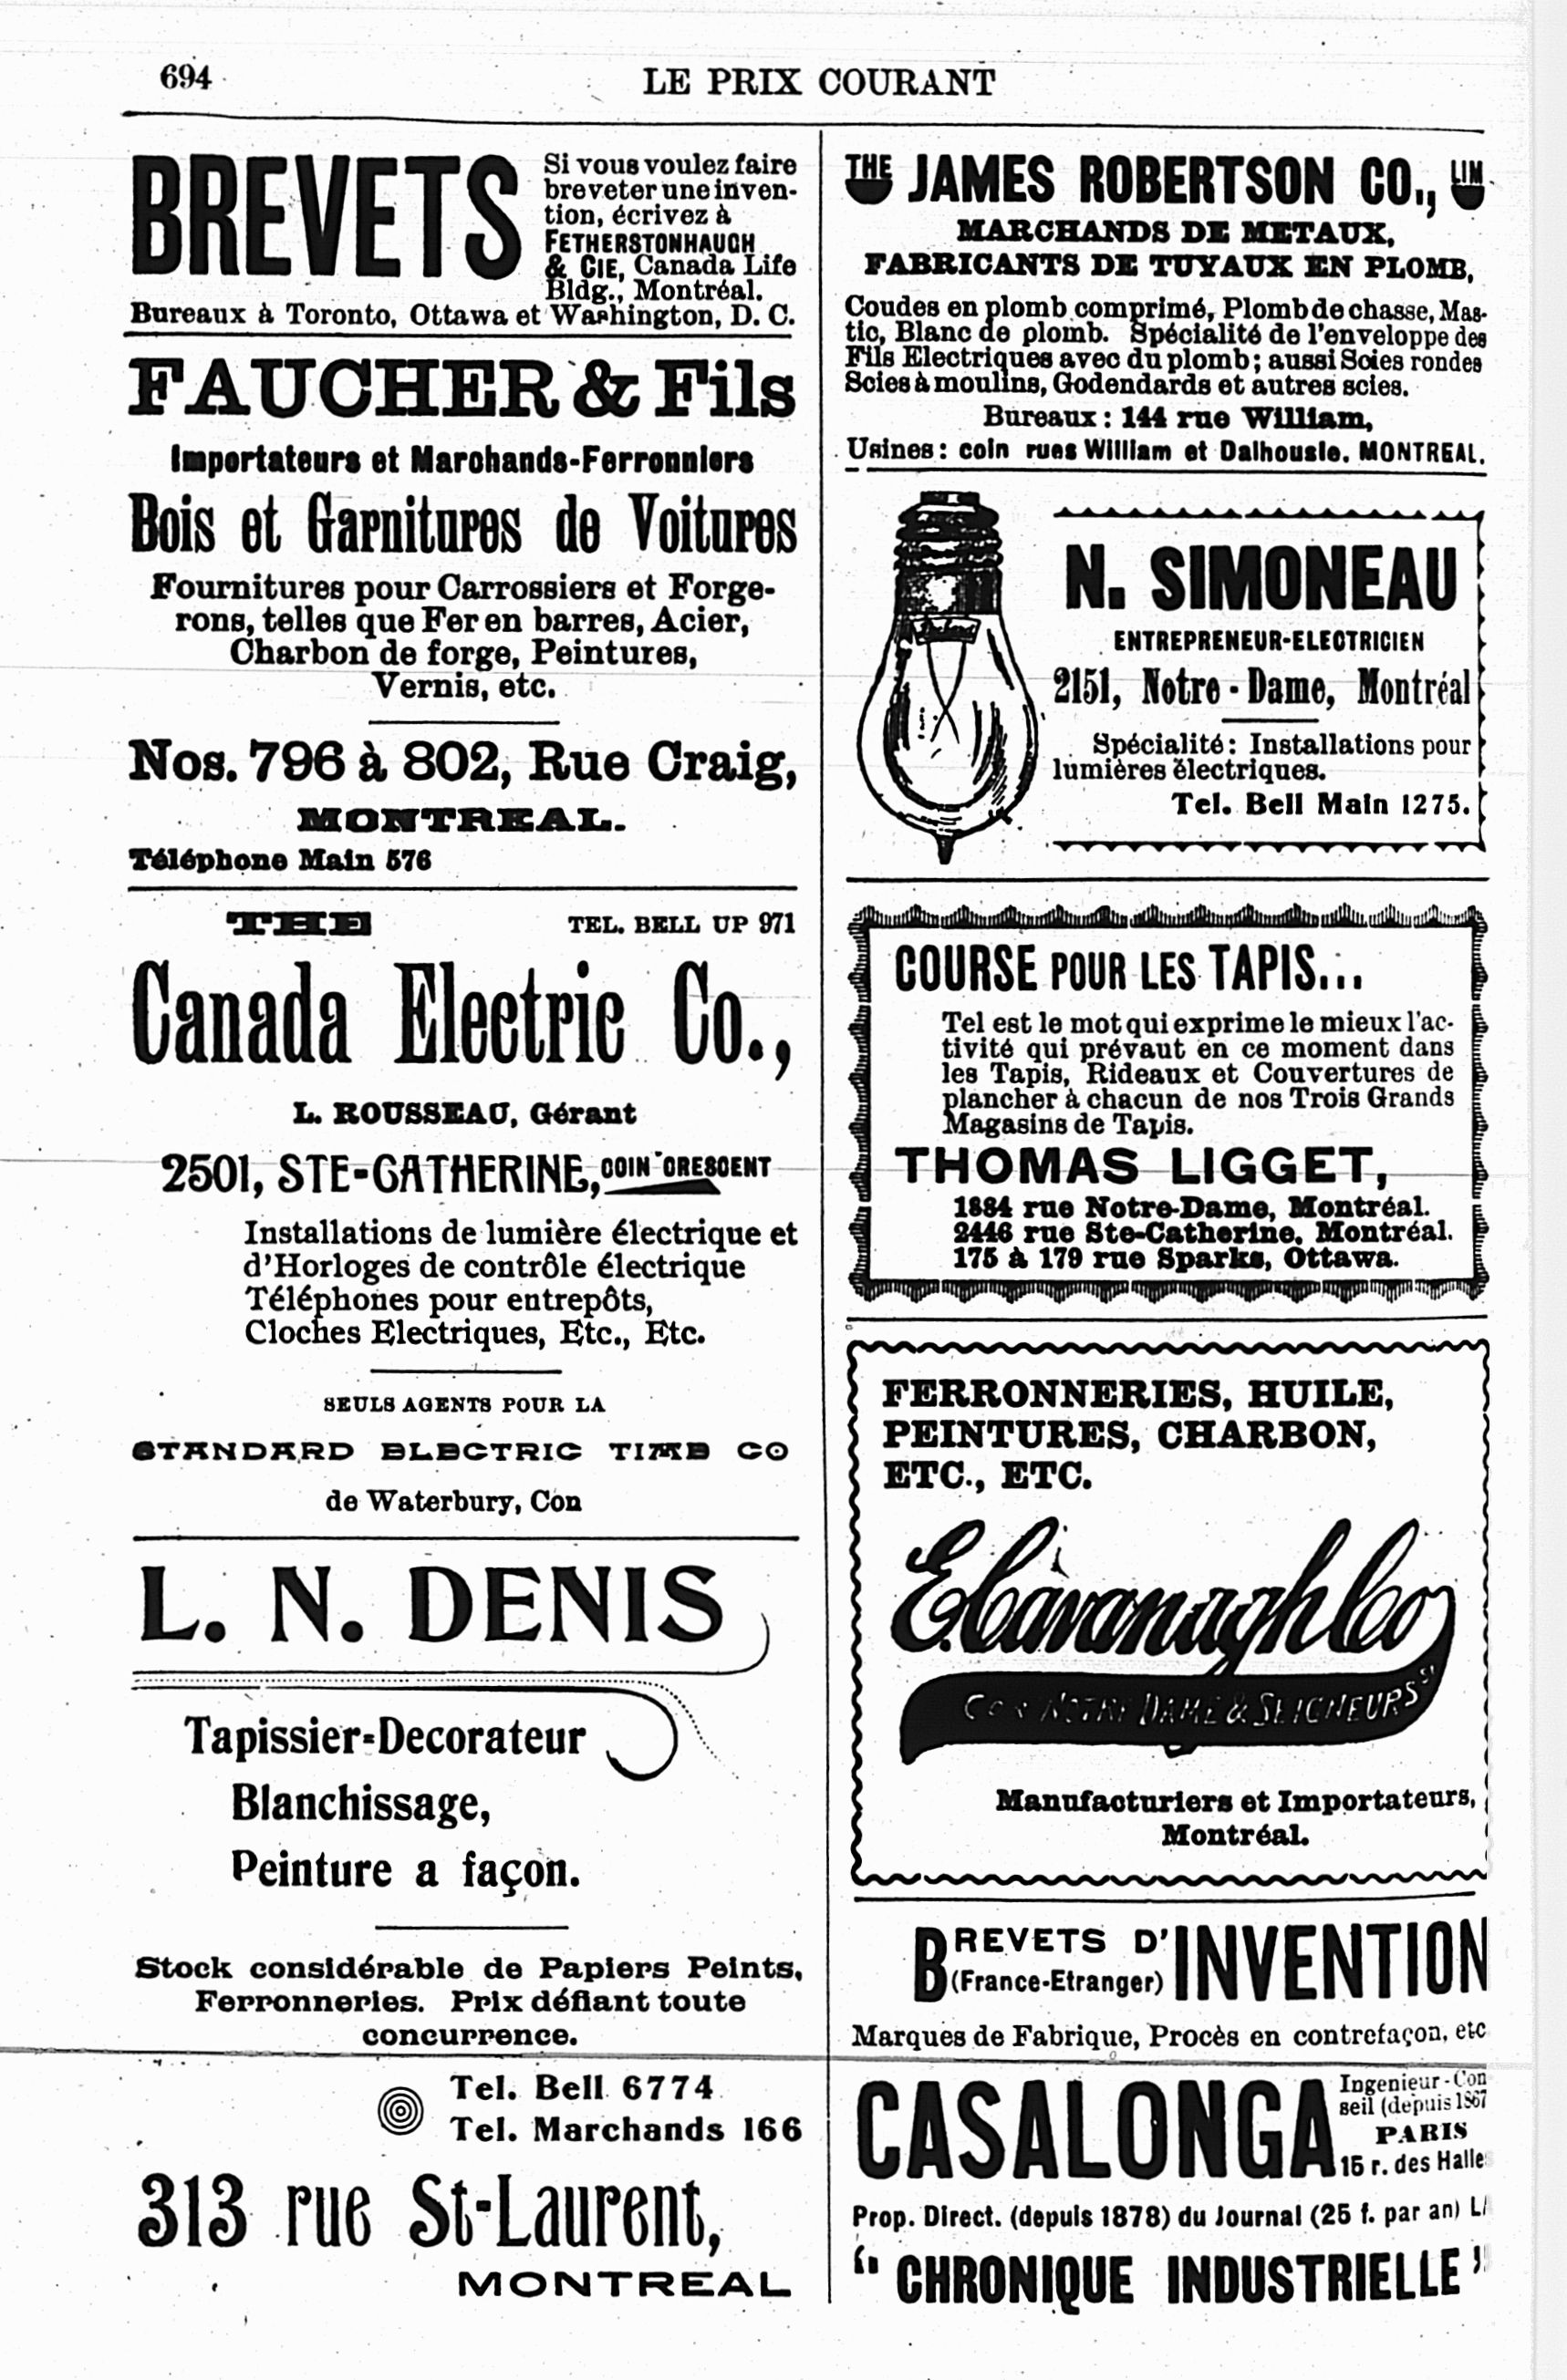 694
LE PRIX COURANT
BREVETS
Si vous voulez faire
breveter une inven-
tion, écrivez à
FETHERSTONHAUGH
& CIE, Canada Life
Bldg., Montréal.
Bureaux à Toronto, Ottawa et Washington, D. C.
FAUCHER & Fils
Importateurs et Marchands-Ferronniers
Bois et Garnitures de Voitures
Fournitures pour Carrossiers et Forge-
rons, telles que Fer en barres, Acier,
Charbon de forge, Peintures,
Vernis, etc.
Nos. 796 à 802, Rue Craig,
MONTREAL.
Téléphone Main 576
THE
TEL. BELL UP 971
Canada Electric Co.,
L. ROUSSEAU, Gérant
2501, STE-CATHERINE, COIN CRESCENT
Installations de lumière électrique et
d'Horloges de contrôle électrique
Téléphones pour entrepôts,
Cloches Electriques, Etc., Etc.
SEULS AGENTS POUR LA
STANDARD ELECTRIC TIME CO
de Waterbury, Con
L. N. DENIS
Tapissier-Decorateur
Blanchissage,
Peinture a façon.
Stock considérable de Papiers Peints,
Ferronneries. Prix défiant toute
concurrence.
Tel. Bell 6774
Tel. Marchands 166
313 rue St-Laurent,
MONTREAL
THE JAMES ROBERTSON CO., LIM
MARCHANDS DE METAUX,
FABRICANTS DE TUYAUX EN PLOMB,
Coudes en plomb comprimé, Plomb de chasse, Mas-
tic, Blanc de plomb. Spécialité de l'enveloppe des
Fils Electriques avec du plomb; aussi Scies rondes
Scies à moulins, Godendards et autres scies.
Bureaux: 144 rue William,
Usines: coin rues William et Dalhousie. MONTREAL.
N. SIMONEAU
ENTREPRENEUR-ELECTRICIEN
2151, Notre-Dame, Montréal
Spécialité: Installations pour
lumières électriques.
Tel. Bell Main 1275.
COURSE POUR LES TAPIS...
Tel est le mot qui exprime le mieux l'ac-
tivité qui prévaut en ce moment dans
les Tapis, Rideaux et Couvertures de
plancher à chacun de nos Trois Grands
Magasins de Tapis.
THOMAS LIGGET,
1884 rue Notre-Dame, Montréal.
2446 rue Ste-Catherine, Montréal.
175 à 179 rue Sparks, Ottawa.
FERRONNERIES, HUILE,
PEINTURES, CHARBON,
ETC., ETC.
E. Cavanagh Co
COR NOTRE DAME & SEIGNEURS
Manufacturiers et Importateurs,
Montréal.
BREVETS D'INVENTION
(France-Etranger)
Marques de Fabrique, Procès en contrefaçon, etc
CASALONGA
Ingenieur-Con
seil (depuis 1867
PARIS
15 r. des Halle
Prop. Direct. (depuis 1878) du Journal (25 f. par an)
"CHRONIQUE INDUSTRIELLE"